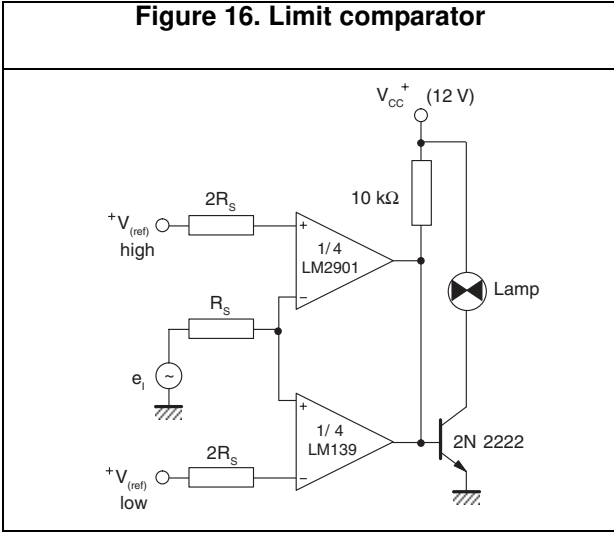 Figure 16. Limit comparator
V_CC^+ (12 V)
2R_S
10 kΩ
+V_(ref)
high
+
1/ 4
LM2901
−
R_S
Lamp
e_I
~
+
1/ 4
LM139
−
2N 2222
2R_S
+V_(ref)
low